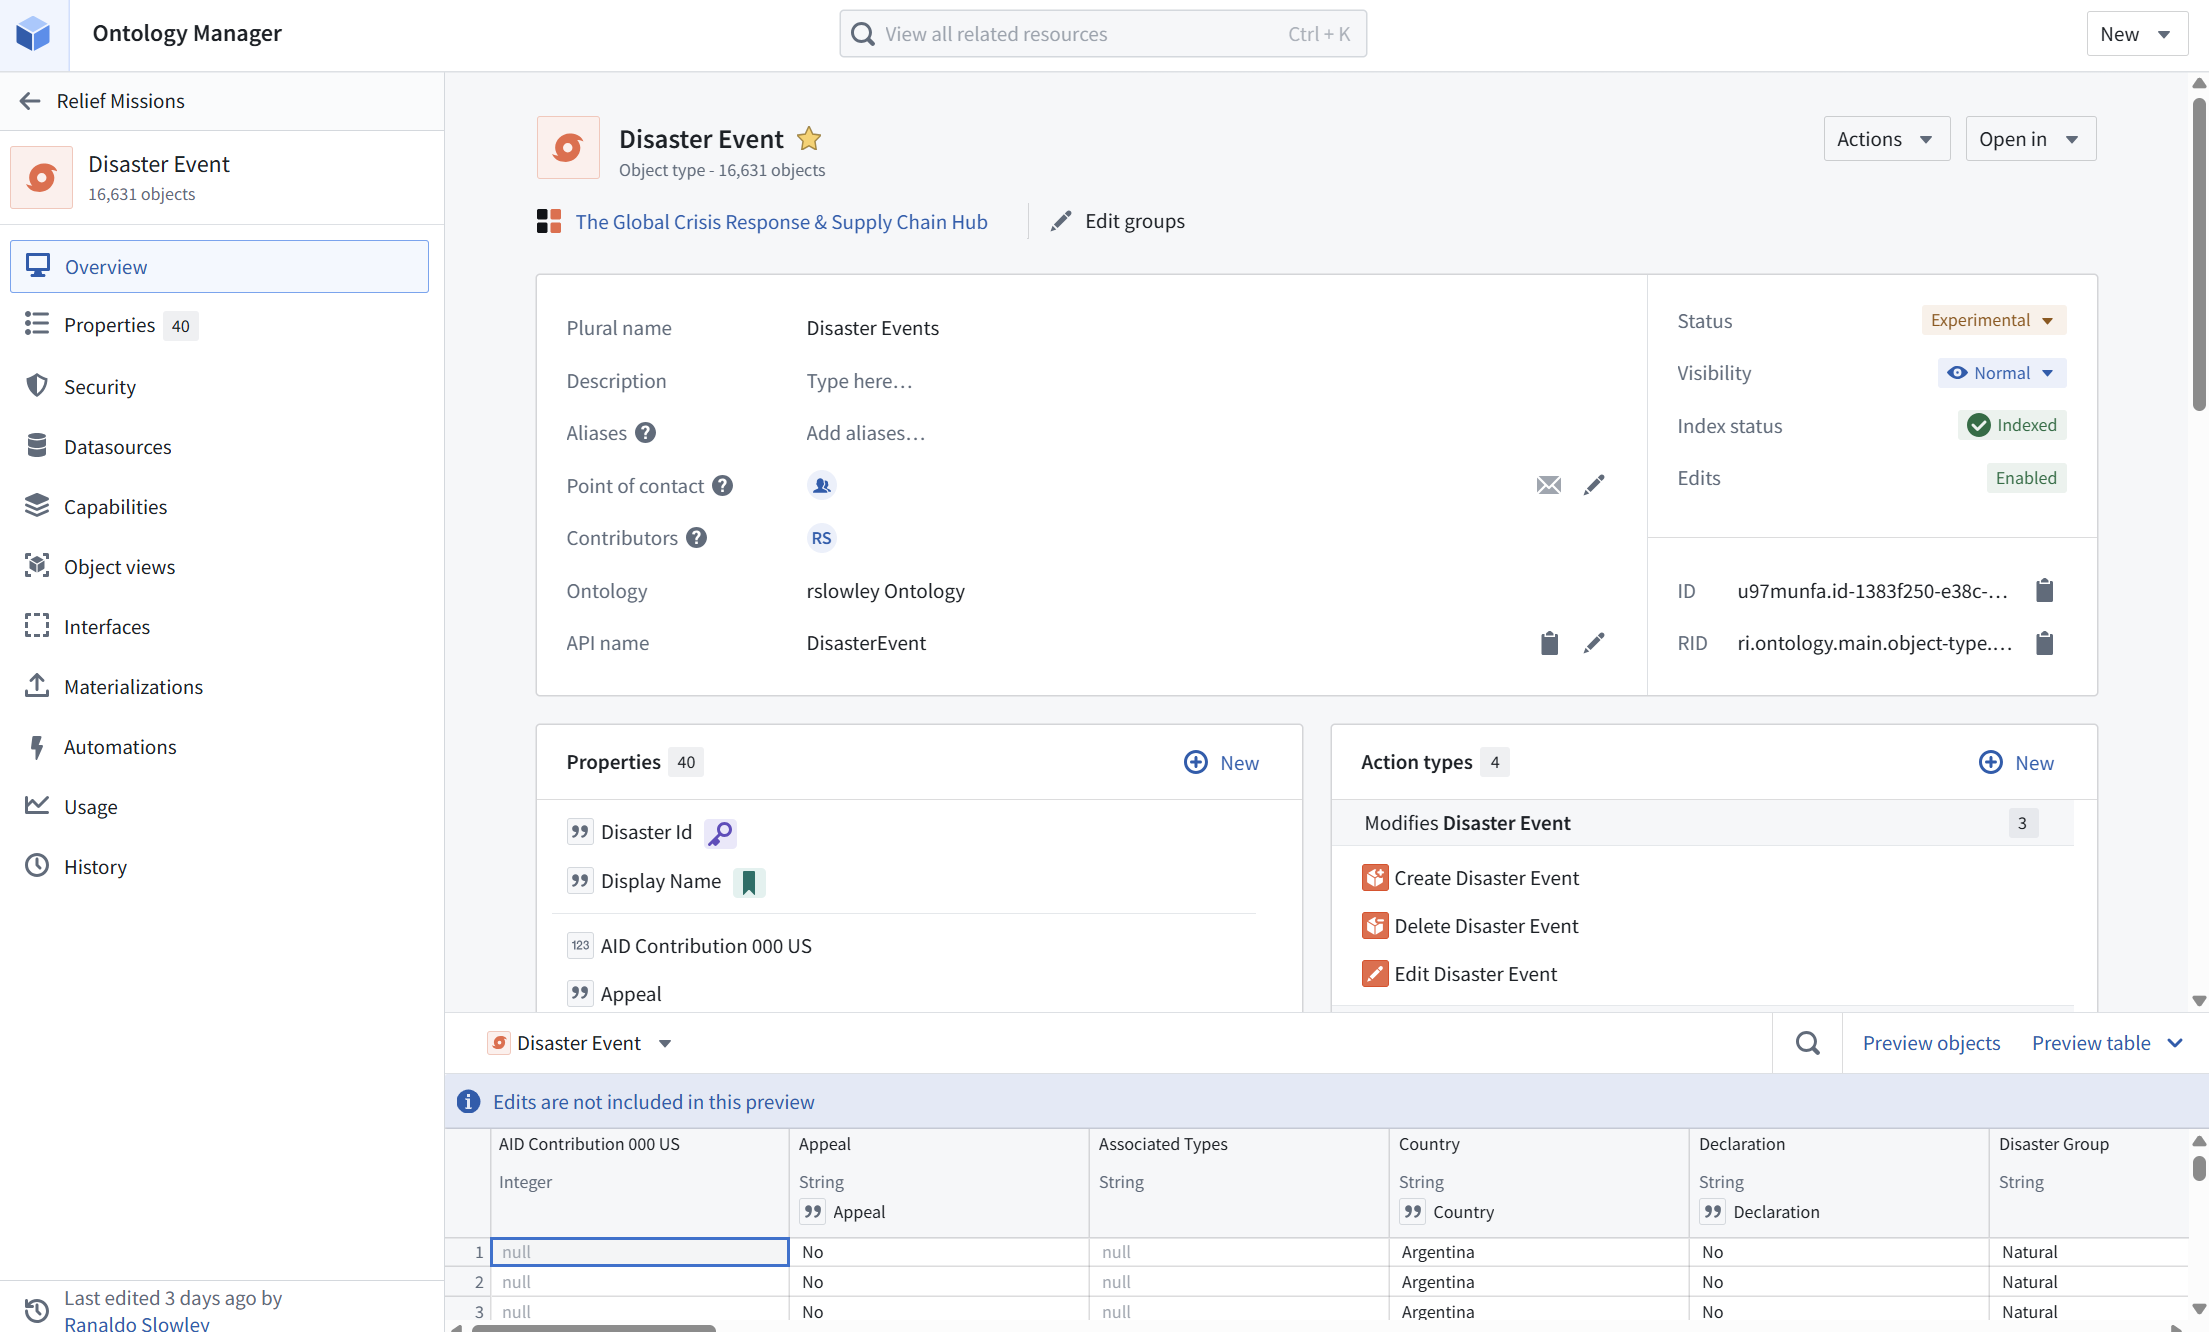 Ontology Manager
View all related resources
Ctrl + K
New
Relief Missions
Disaster Event
16,631 objects
Overview
Properties 40
Security
Datasources
Capabilities
Object views
Interfaces
Materializations
Automations
Usage
History
Last edited 3 days ago by
Ranaldo Slowley
Disaster Event
Object type - 16,631 objects
Actions
Open in
The Global Crisis Response & Supply Chain Hub
Edit groups
Plural name Disaster Events
Description Type here…
Aliases ? Add aliases…
Point of contact ?
Contributors ? RS
Ontology rslowley Ontology
API name DisasterEvent
Status Experimental
Visibility Normal
Index status Indexed
Edits Enabled
ID u97munfa.id-1383f250-e38c-…
RID ri.ontology.main.object-type.…
Properties 40
New
Disaster Id
Display Name
123 AID Contribution 000 US
Appeal
Action types 4
New
Modifies Disaster Event 3
Create Disaster Event
Delete Disaster Event
Edit Disaster Event
Disaster Event
Preview objects
Preview table
Edits are not included in this preview
AID Contribution 000 US Appeal Associated Types Country Declaration Disaster Group
Integer String String String String String
Appeal Country Declaration
1 null No null Argentina No Natural
2 null No null Argentina No Natural
3 null No null Argentina No Natural